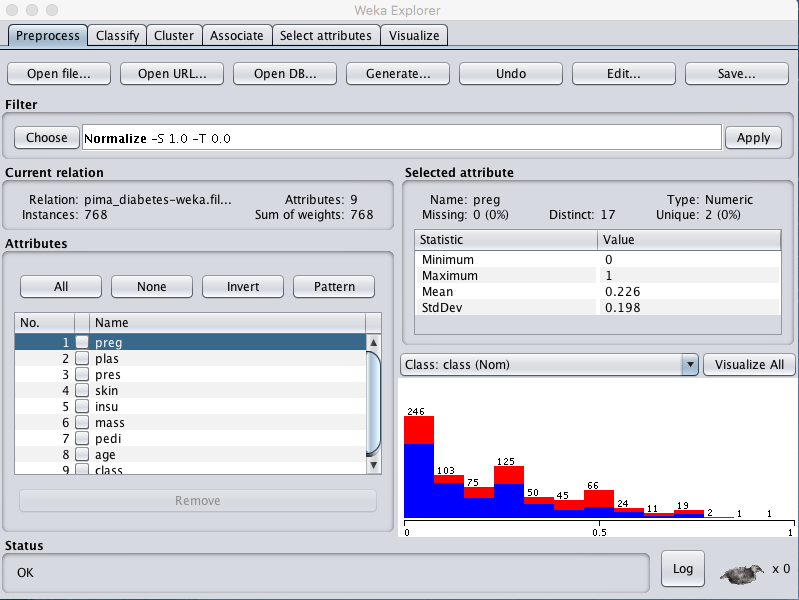 Weka Explorer
Preprocess Classify Cluster Associate Select attributes Visualize
Open file... Open URL... Open DB... Generate... Undo Edit... Save...
Filter
Choose Normalize -S 1.0 -T 0.0 Apply
Current relation
Relation: pima_diabetes-weka.fil... Attributes: 9
Instances: 768 Sum of weights: 768
Attributes
All None Invert Pattern
No. Name
1 preg
2 plas
3 pres
4 skin
5 insu
6 mass
7 pedi
8 age
9 class
Remove
Selected attribute
Name: preg Type: Numeric
Missing: 0 (0%) Distinct: 17 Unique: 2 (0%)
Statistic Value
Minimum 0
Maximum 1
Mean 0.226
StdDev 0.198
Class: class (Nom) Visualize All
246 103 75 125 50 45 66 24 11 19 2 1 1
0 0.5 1
Status
OK Log x 0